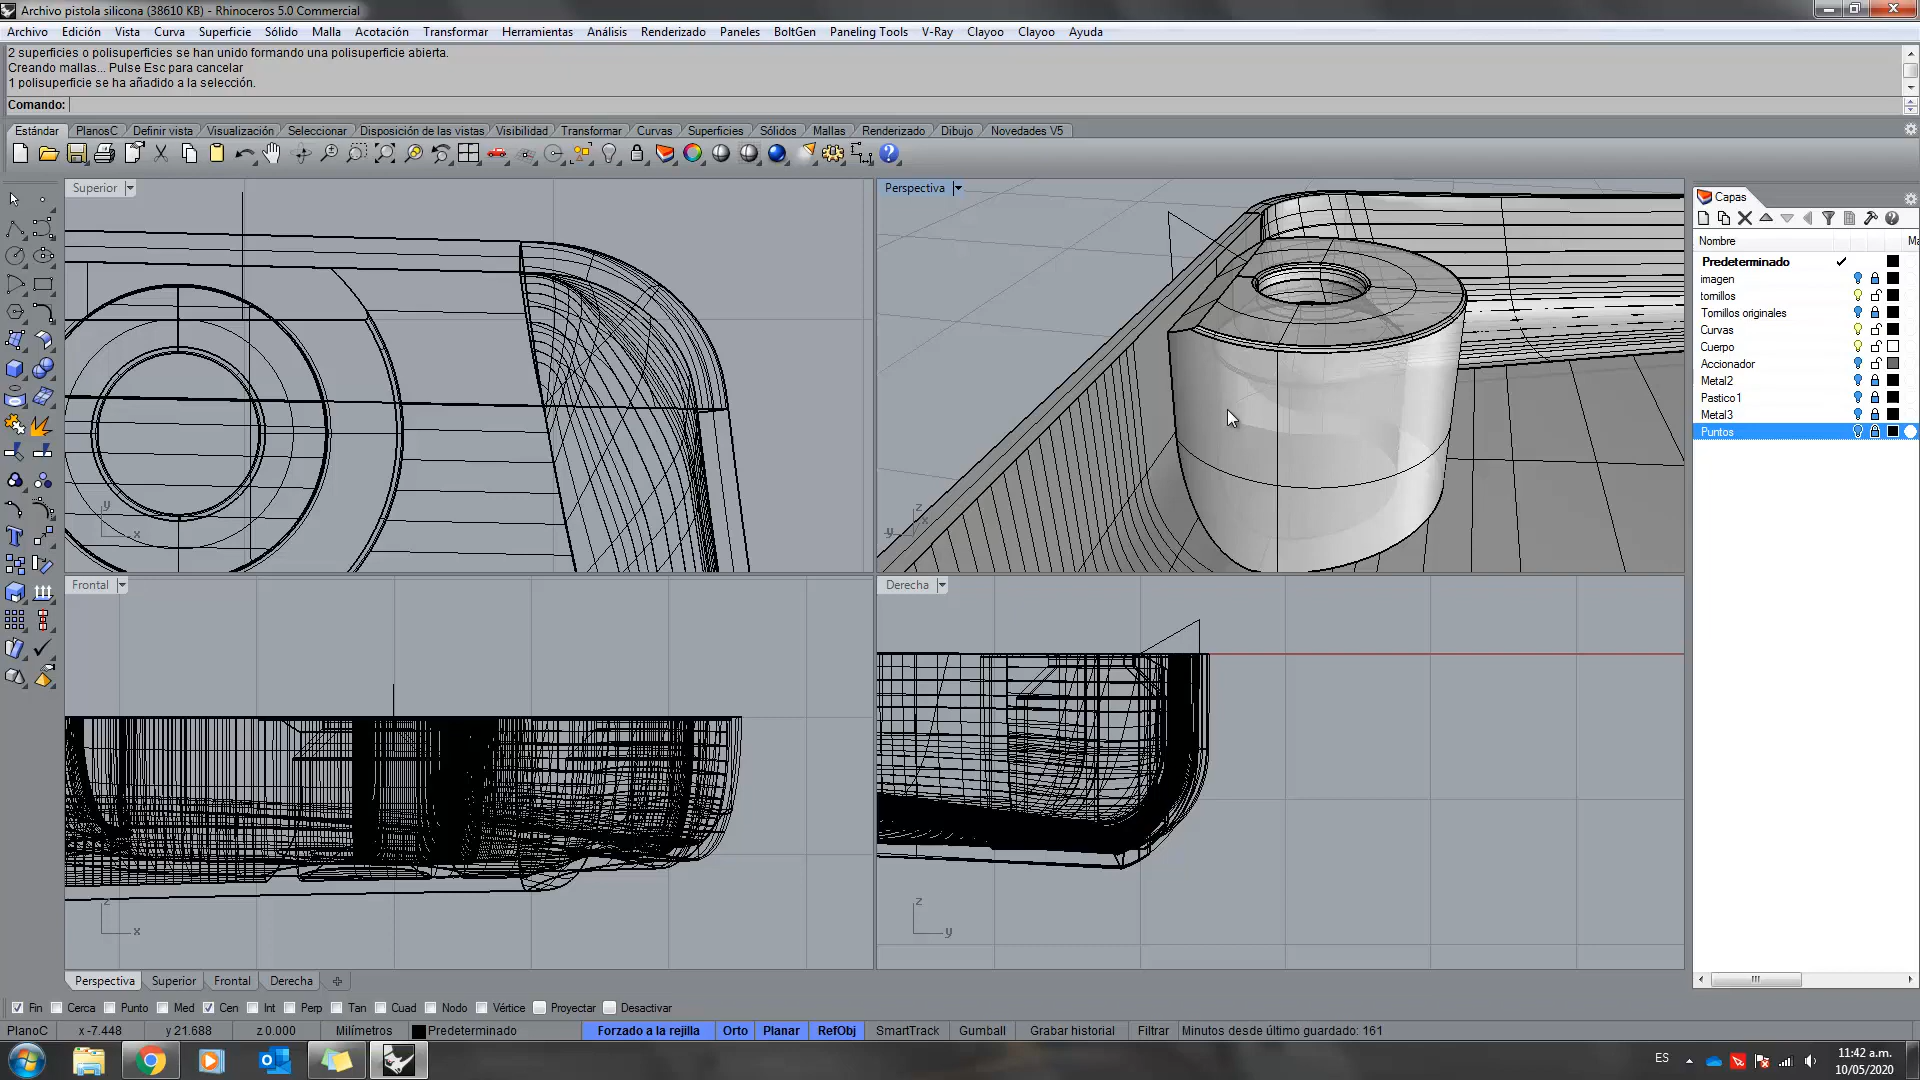 Archivo pistola silicona (38610 KB) - Rhinoceros 5.0 Commercial
Archivo Edición Vista Curva Superficie Sólido Malla Acotación Transformar Herramientas Análisis Renderizado Paneles BoltGen Paneling Tools V-Ray Clayoo Clayoo Ayuda
2 superficies o polisuperficies se han unido formando una polisuperficie abierta.
Creando mallas... Pulse Esc para cancelar
1 polisuperficie se ha añadido a la selección.
Comando:
Estándar PlanosC Definir vista Visualización Seleccionar Disposición de las vistas Visibilidad Transformar Curvas Superficies Sólidos Mallas Renderizado Dibujo Novedades V5
Superior
Perspectiva
Capas
Nombre Ma
Predeterminado
imagen
tornillos
Tornillos originales
Curvas
Cuerpo
Accionador
Metal2
Pastico1
Metal3
Puntos
y
x
z
y
x
Frontal
Derecha
z
x
z
y
Perspectiva Superior Frontal Derecha
Fin Cerca Punto Med Cen Int Perp Tan Cuad Nodo Vértice Proyectar Desactivar
PlanoC x -7.448 y 21.688 z 0.000 Milímetros Predeterminado Forzado a la rejilla Orto Planar RefObj SmartTrack Gumball Grabar historial Filtrar Minutos desde último guardado: 161
ES
11:42 a.m.
10/05/2020